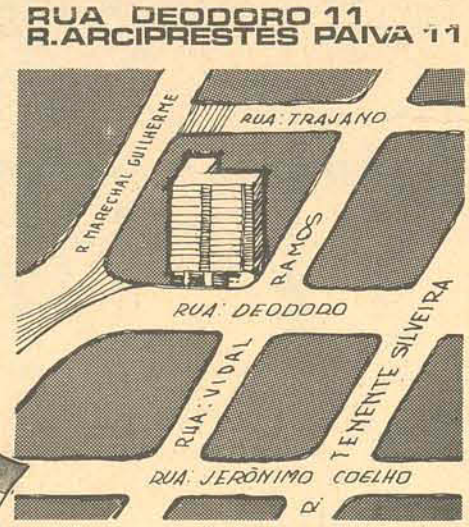 RUA DEODORO 11
R.ARCIPRESTES PAIVA 11
RUA: TRAJANO
R. MARECHAL GUILHERME
RAMOS
RUA: DEODORO
RUA: VIDAL
TEMENTE SILVEIRA
RUA: JERÔNIMO COELHO
R: